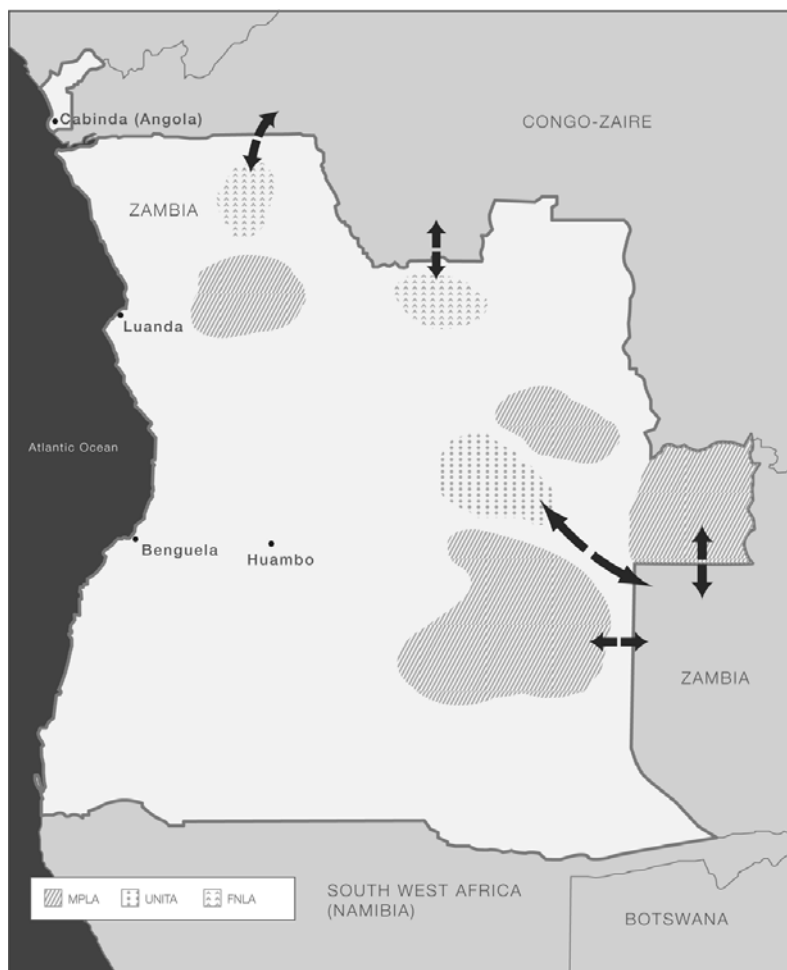 Cabinda (Angola)
CONGO-ZAIRE
ZAMBIA
Luanda
Atlantic Ocean
Benguela
Huambo
ZAMBIA
MPLA
UNITA
FNLA
SOUTH WEST AFRICA
(NAMIBIA)
BOTSWANA